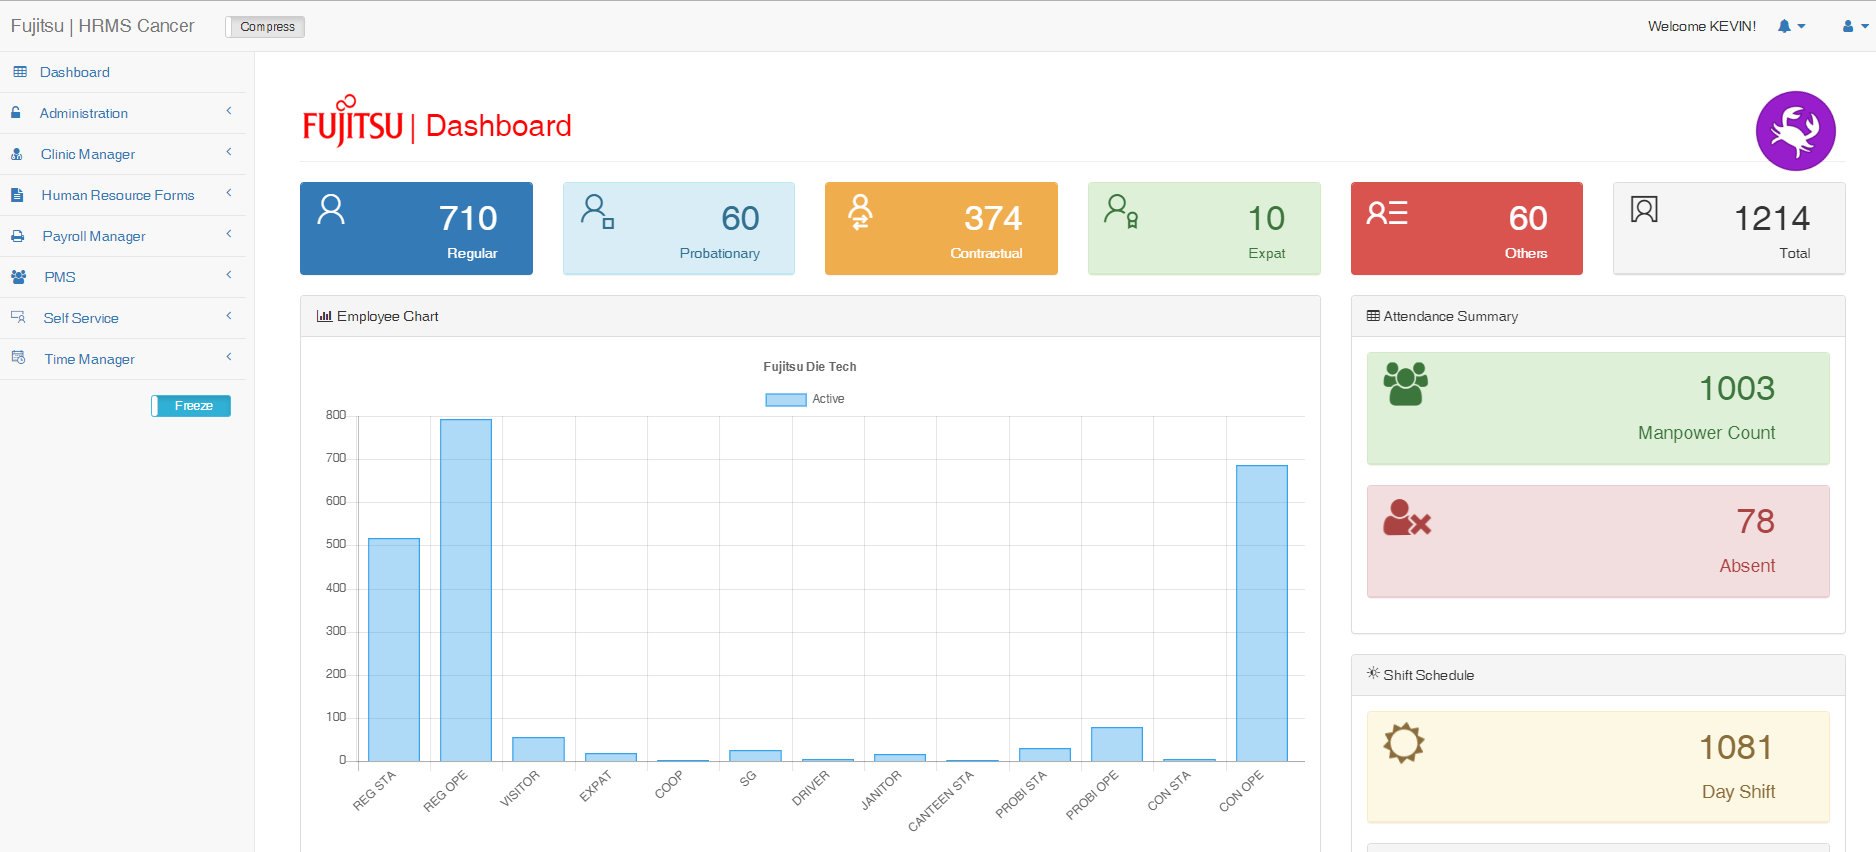 Fujitsu | HRMS Cancer
Compress
Welcome KEVIN!
Dashboard
Administration
Clinic Manager
Human Resource Forms
Payroll Manager
PMS
Self Service
Time Manager
Freeze
FUJITSU | Dashboard
710
Regular
60
Probationary
374
Contractual
10
Expat
60
Others
1214
Total
Employee Chart
Fujitsu Die Tech
Active
800
700
600
500
400
300
200
100
0
REG STA
REG OPE
VISITOR
EXPAT
COOP
SG
DRIVER
JANITOR
CANTEEN STA
PROBI STA
PROBI OPE
CON STA
CON OPE
Attendance Summary
1003
Manpower Count
78
Absent
Shift Schedule
1081
Day Shift